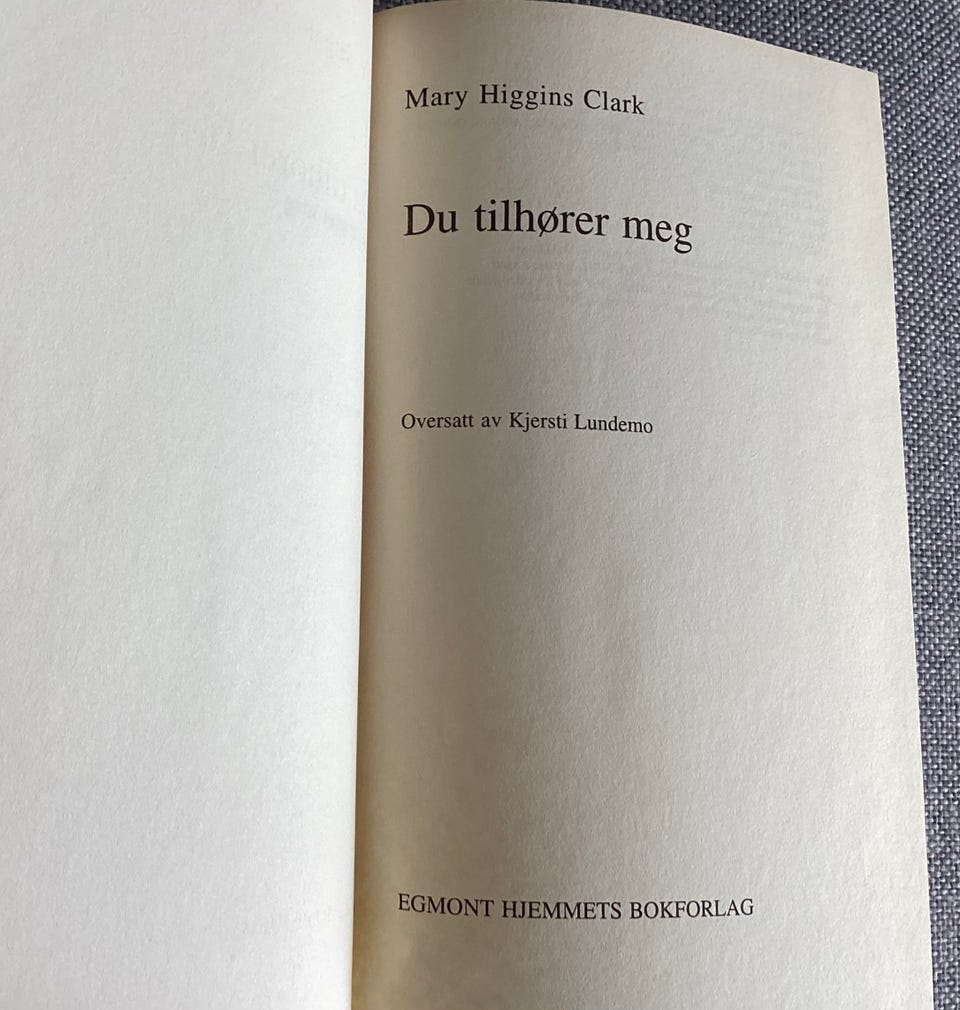 Mary Higgins Clark
Du tilhører meg
Oversatt av Kjersti Lundemo
EGMONT HJEMMETS BOKFORLAG